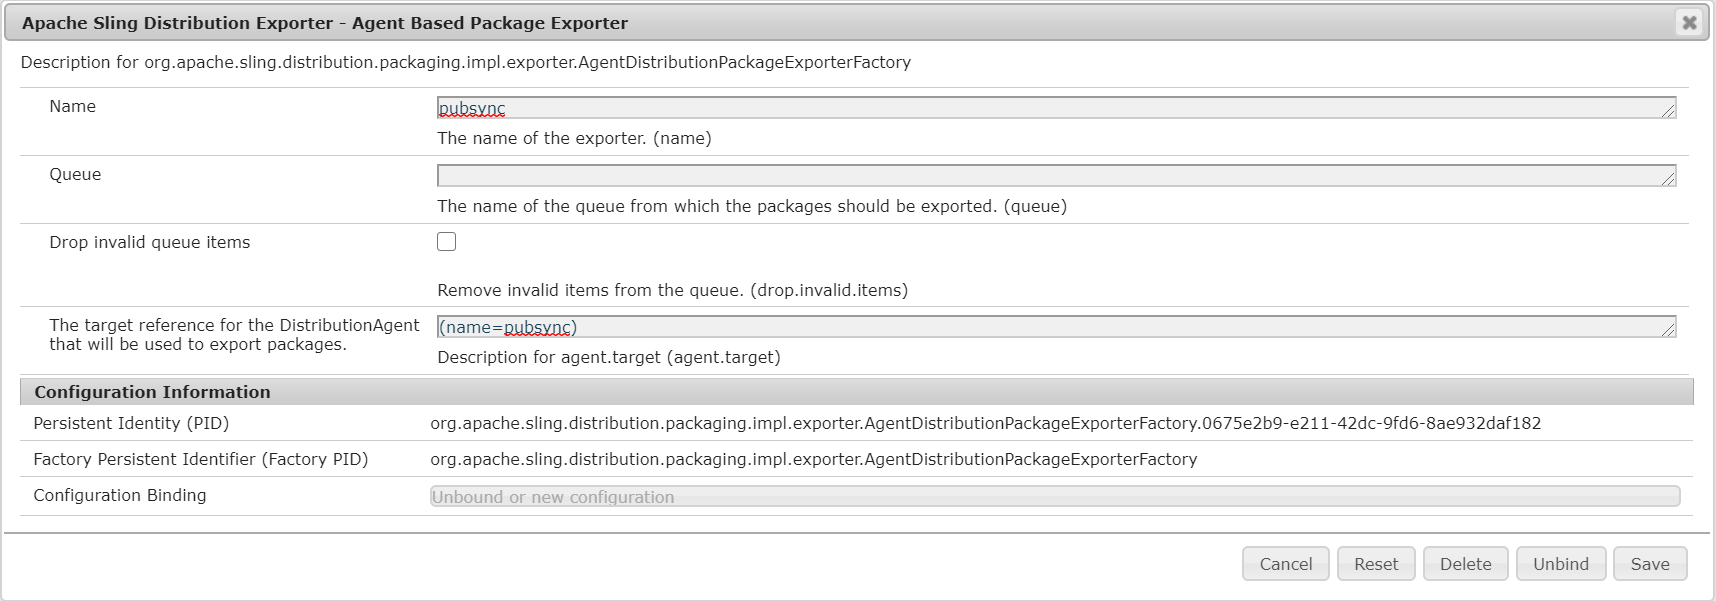 Apache Sling Distribution Exporter - Agent Based Package Exporter
Description for org.apache.sling.distribution.packaging.impl.exporter.AgentDistributionPackageExporterFactory
Name
pubsync
The name of the exporter. (name)
Queue
The name of the queue from which the packages should be exported. (queue)
Drop invalid queue items
Remove invalid items from the queue. (drop.invalid.items)
The target reference for the DistributionAgent
that will be used to export packages.
(name=pubsync)
Description for agent.target (agent.target)
Configuration Information
Persistent Identity (PID)
org.apache.sling.distribution.packaging.impl.exporter.AgentDistributionPackageExporterFactory.0675e2b9-e211-42dc-9fd6-8ae932daf182
Factory Persistent Identifier (Factory PID)
org.apache.sling.distribution.packaging.impl.exporter.AgentDistributionPackageExporterFactory
Configuration Binding
Unbound or new configuration
Cancel
Reset
Delete
Unbind
Save